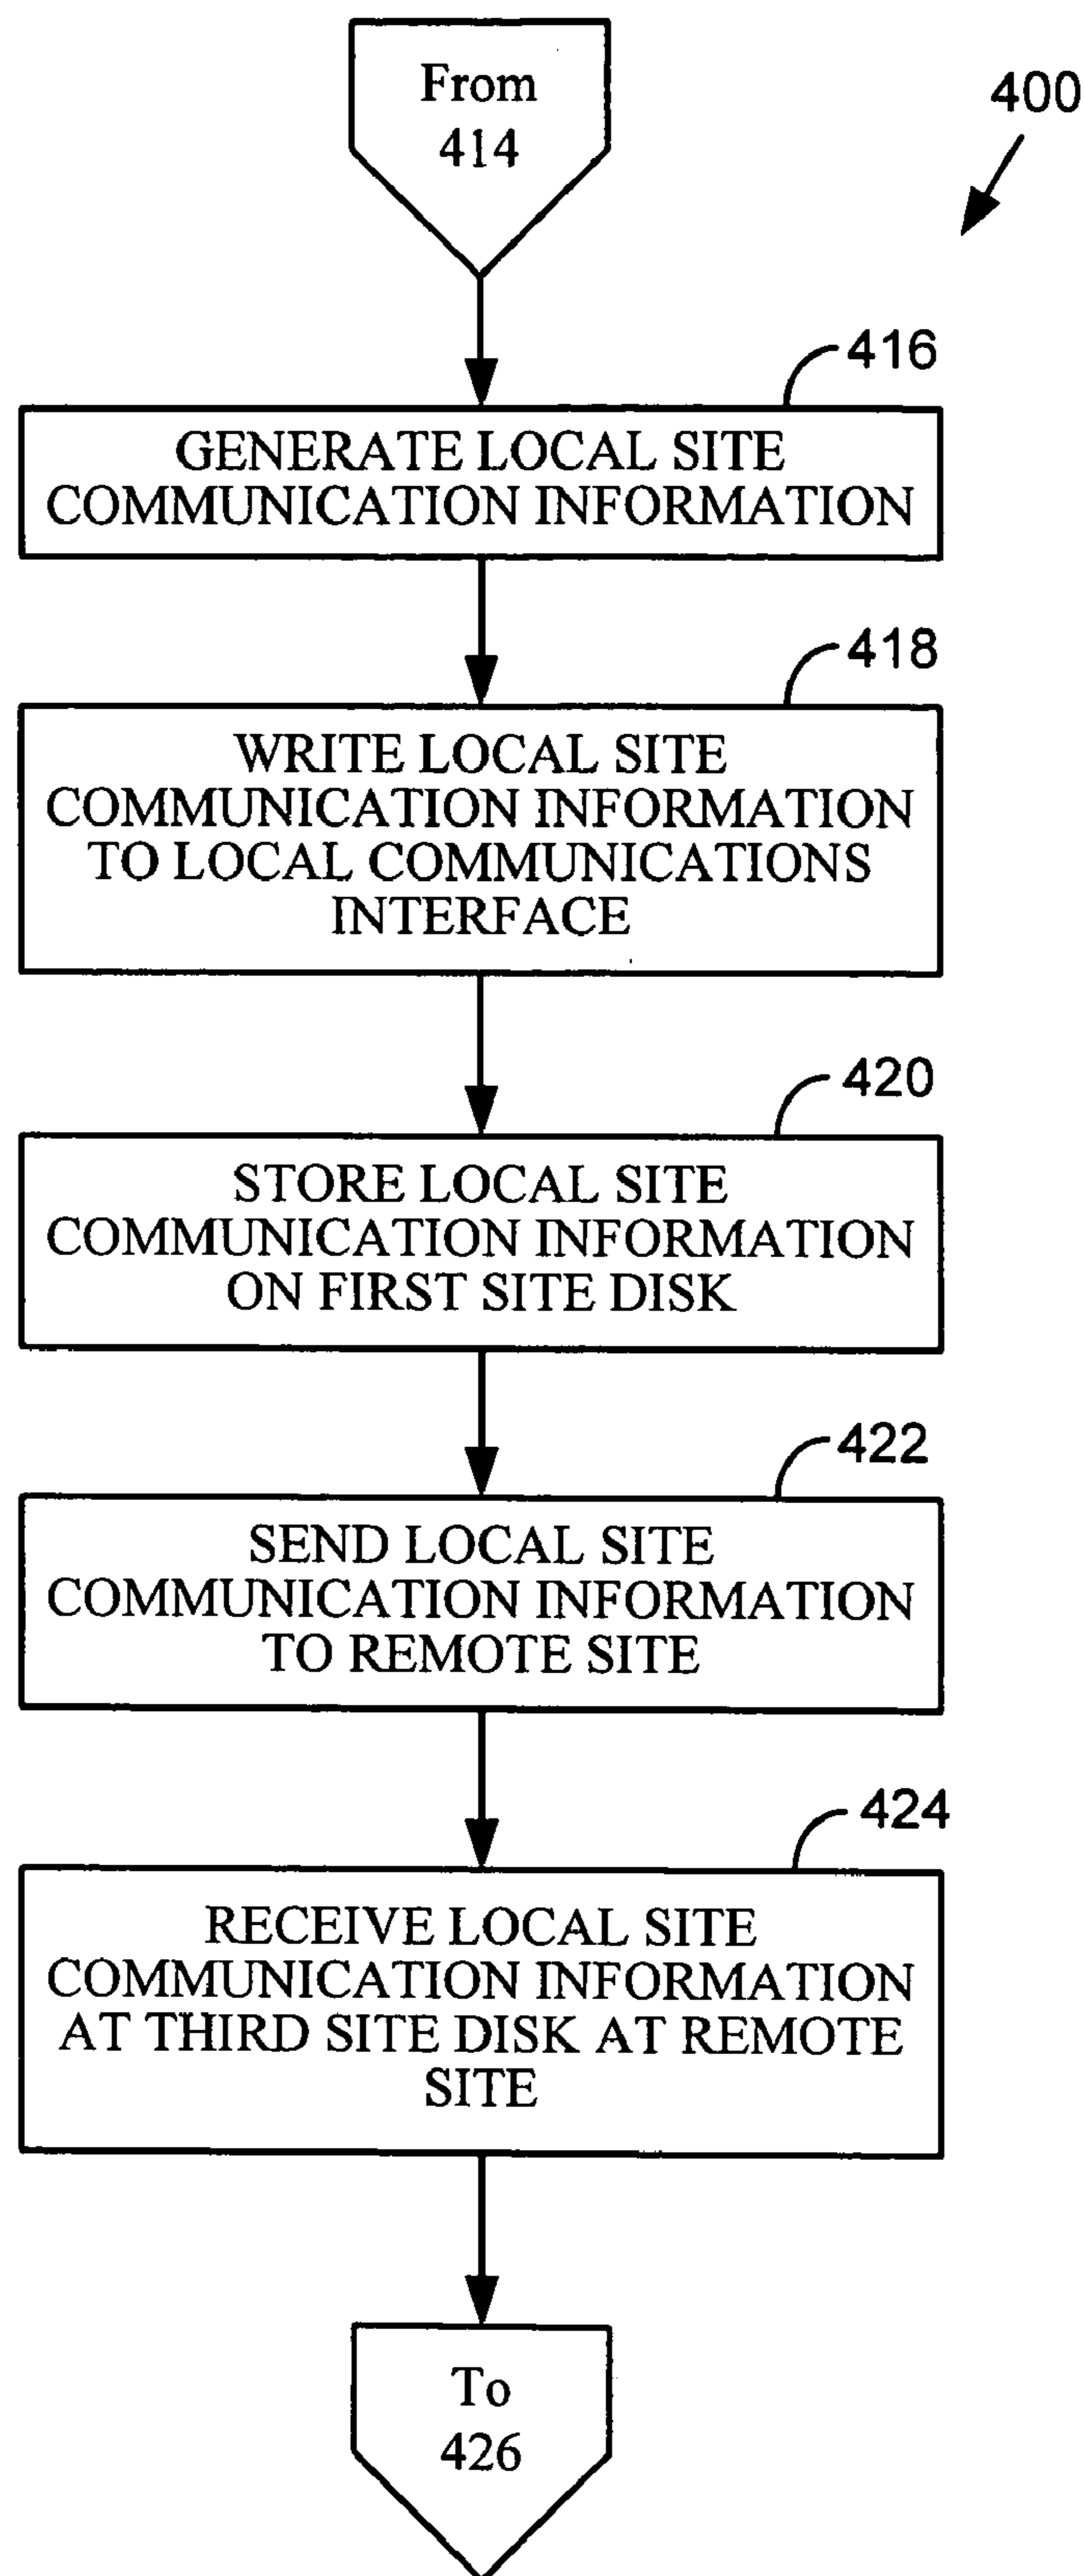 From
414
400
416
GENERATE LOCAL SITE
COMMUNICATION INFORMATION
418
WRITE LOCAL SITE
COMMUNICATION INFORMATION
TO LOCAL COMMUNICATIONS
INTERFACE
420
STORE LOCAL SITE
COMMUNICATION INFORMATION
ON FIRST SITE DISK
422
SEND LOCAL SITE
COMMUNICATION INFORMATION
TO REMOTE SITE
424
RECEIVE LOCAL SITE
COMMUNICATION INFORMATION
AT THIRD SITE DISK AT REMOTE
SITE
To
426